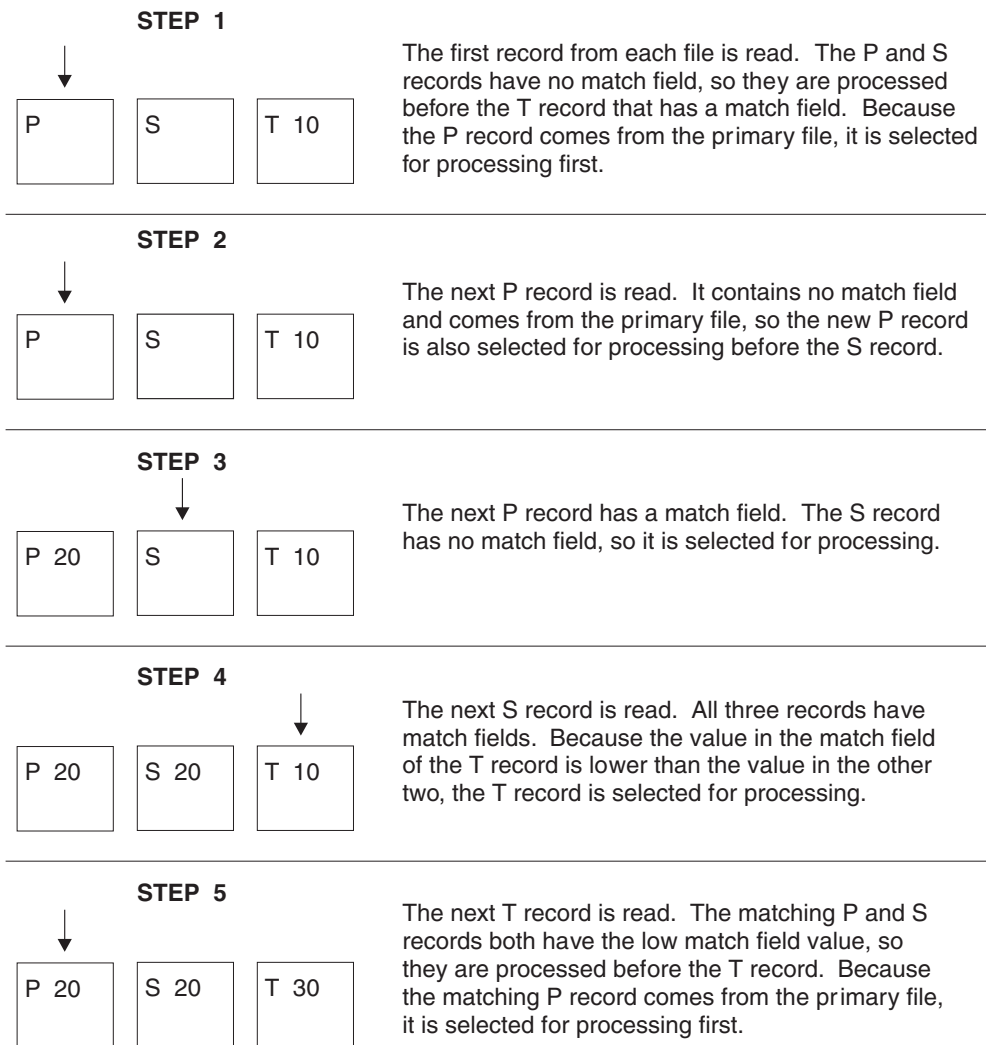 STEP 1
P
S
T 10
The first record from each file is read. The P and S
records have no match field, so they are processed
before the T record that has a match field. Because
the P record comes from the primary file, it is selected
for processing first.
STEP 2
P
S
T 10
The next P record is read. It contains no match field
and comes from the primary file, so the new P record
is also selected for processing before the S record.
STEP 3
P 20
S
T 10
The next P record has a match field. The S record
has no match field, so it is selected for processing.
STEP 4
P 20
S 20
T 10
The next S record is read. All three records have
match fields. Because the value in the match field
of the T record is lower than the value in the other
two, the T record is selected for processing.
STEP 5
P 20
S 20
T 30
The next T record is read. The matching P and S
records both have the low match field value, so
they are processed before the T record. Because
the matching P record comes from the primary file,
it is selected for processing first.